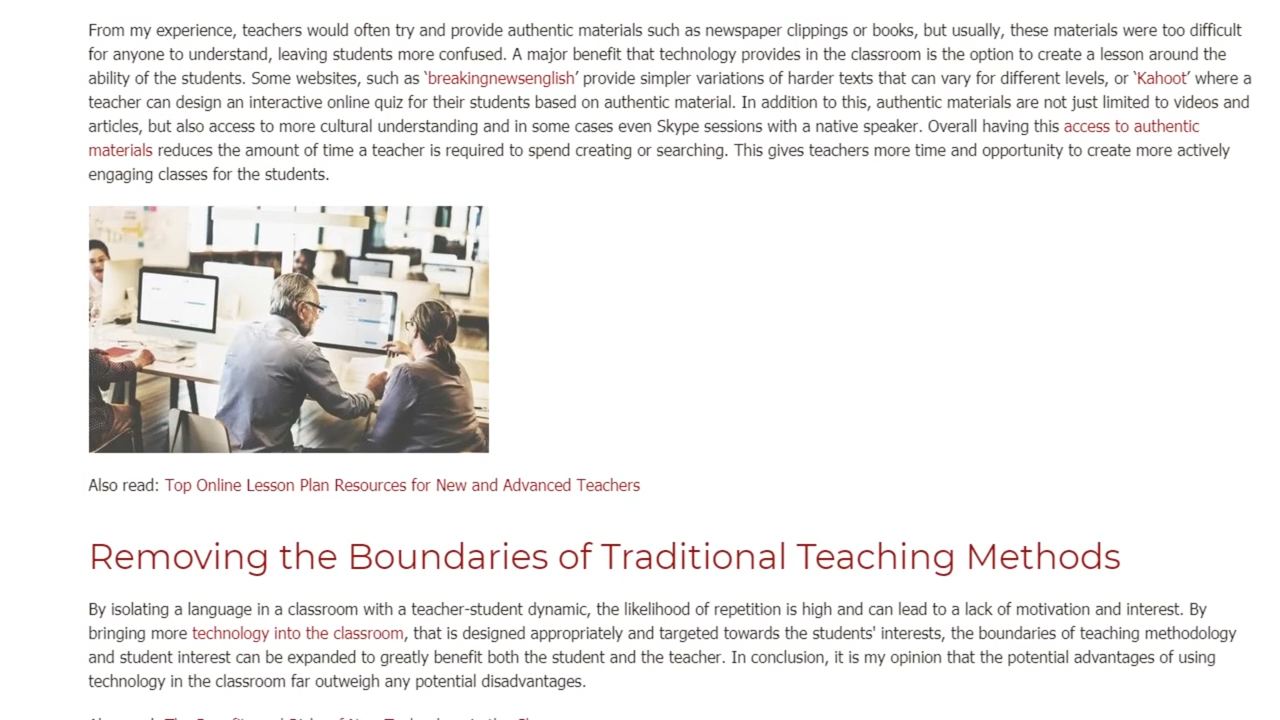 From my experience, teachers would often try and provide authentic materials such as newspaper clippings or books, but usually, these materials were too difficult
for anyone to understand, leaving students more confused. A major benefit that technology provides in the classroom is the option to create a lesson around the
ability of the students. Some websites, such as ‘breakingnewsenglish’ provide simpler variations of harder texts that can vary for different levels, or ‘Kahoot’ where a
teacher can design an interactive online quiz for their students based on authentic material. In addition to this, authentic materials are not just limited to videos and
articles, but also access to more cultural understanding and in some cases even Skype sessions with a native speaker. Overall having this access to authentic
materials reduces the amount of time a teacher is required to spend creating or searching. This gives teachers more time and opportunity to create more actively
engaging classes for the students.
Also read: Top Online Lesson Plan Resources for New and Advanced Teachers
Removing the Boundaries of Traditional Teaching Methods
By isolating a language in a classroom with a teacher-student dynamic, the likelihood of repetition is high and can lead to a lack of motivation and interest. By
bringing more technology into the classroom, that is designed appropriately and targeted towards the students' interests, the boundaries of teaching methodology
and student interest can be expanded to greatly benefit both the student and the teacher. In conclusion, it is my opinion that the potential advantages of using
technology in the classroom far outweigh any potential disadvantages.